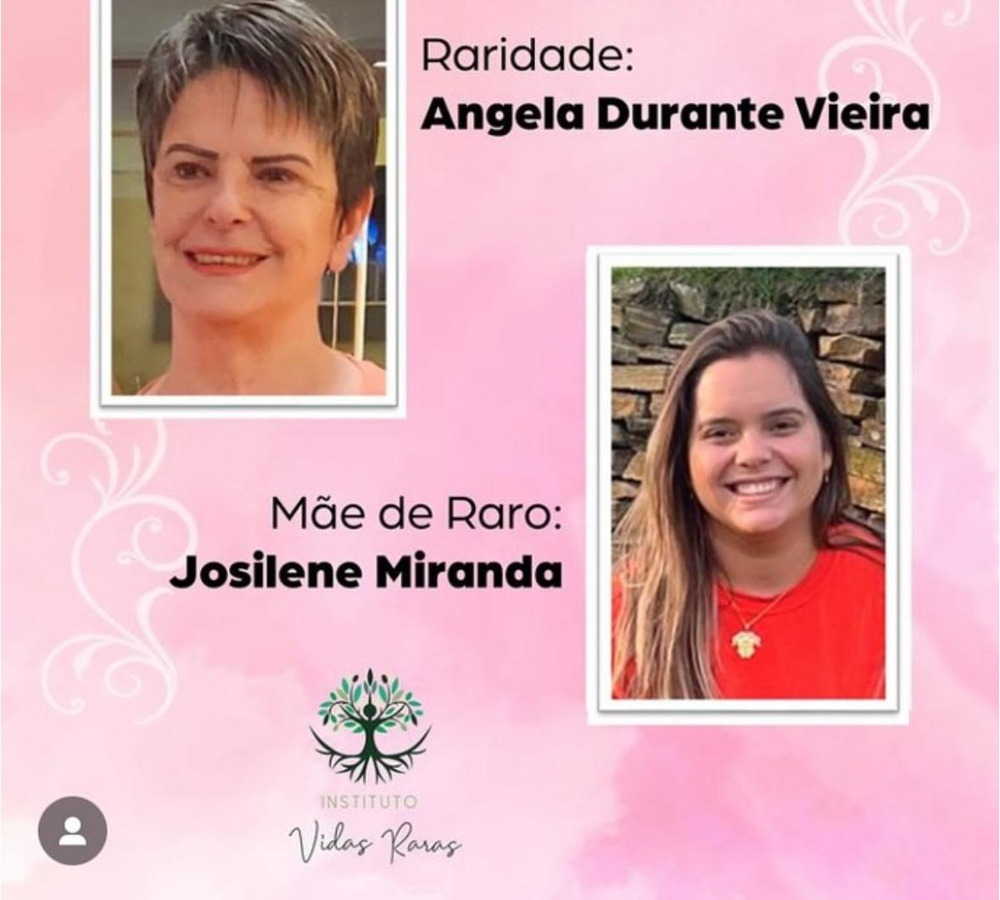 Raridade:
Angela Durante Vieira
Mãe de Raro:
Josilene Miranda
INSTITUTO
Vidas Raras